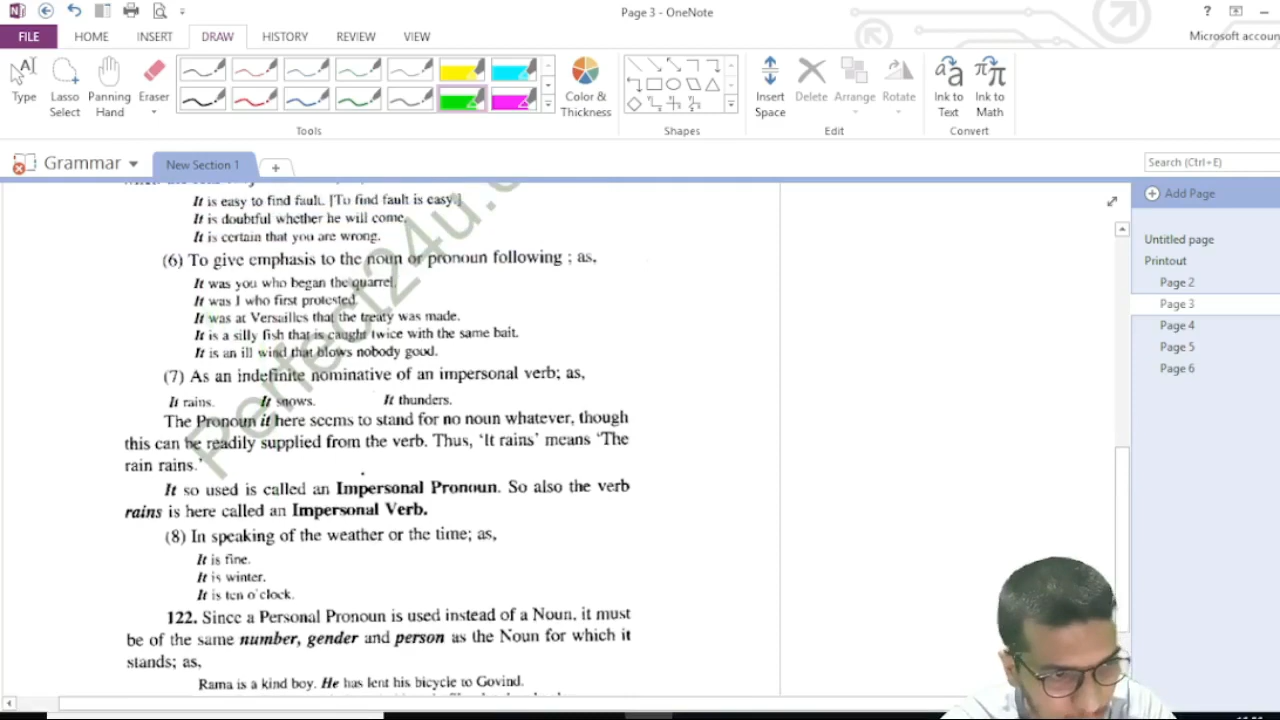 Page 3 - OneNote
?
FILE HOME INSERT DRAW HISTORY REVIEW VIEW
Microsoft accoun
Type
Lasso Select
Panning Hand
Eraser
Color & Thickness
Insert Space
Delete
Arrange
Rotate
Ink to Text
Ink to Math
Tools
Shapes
Edit
Convert
Grammar
New Section 1
+
Search (Ctrl+E)
Add Page
Untitled page
Printout
Page 2
Page 3
Page 4
Page 5
Page 6
It is easy to find fault. [To find fault is easy.]
It is doubtful whether he will come.
It is certain that you are wrong.
(6) To give emphasis to the noun or pronoun following ; as,
It was you who began the quarrel.
It was I who first protested.
It was at Versailles that the treaty was made.
It is a silly fish that is caught twice with the same bait.
It is an ill wind that blows nobody good.
(7) As an indefinite nominative of an impersonal verb; as,
It rains. It snows. It thunders.
The Pronoun it here seems to stand for no noun whatever, though
this can be readily supplied from the verb. Thus, ‘It rains’ means ‘The
rain rains.’
It so used is called an Impersonal Pronoun. So also the verb
rains is here called an Impersonal Verb.
(8) In speaking of the weather or the time; as,
It is fine.
It is winter.
It is ten o'clock.
122. Since a Personal Pronoun is used instead of a Noun, it must
be of the same number, gender and person as the Noun for which it
stands; as,
Rama is a kind boy. He has lent his bicycle to Govind.
Perfect24u.c